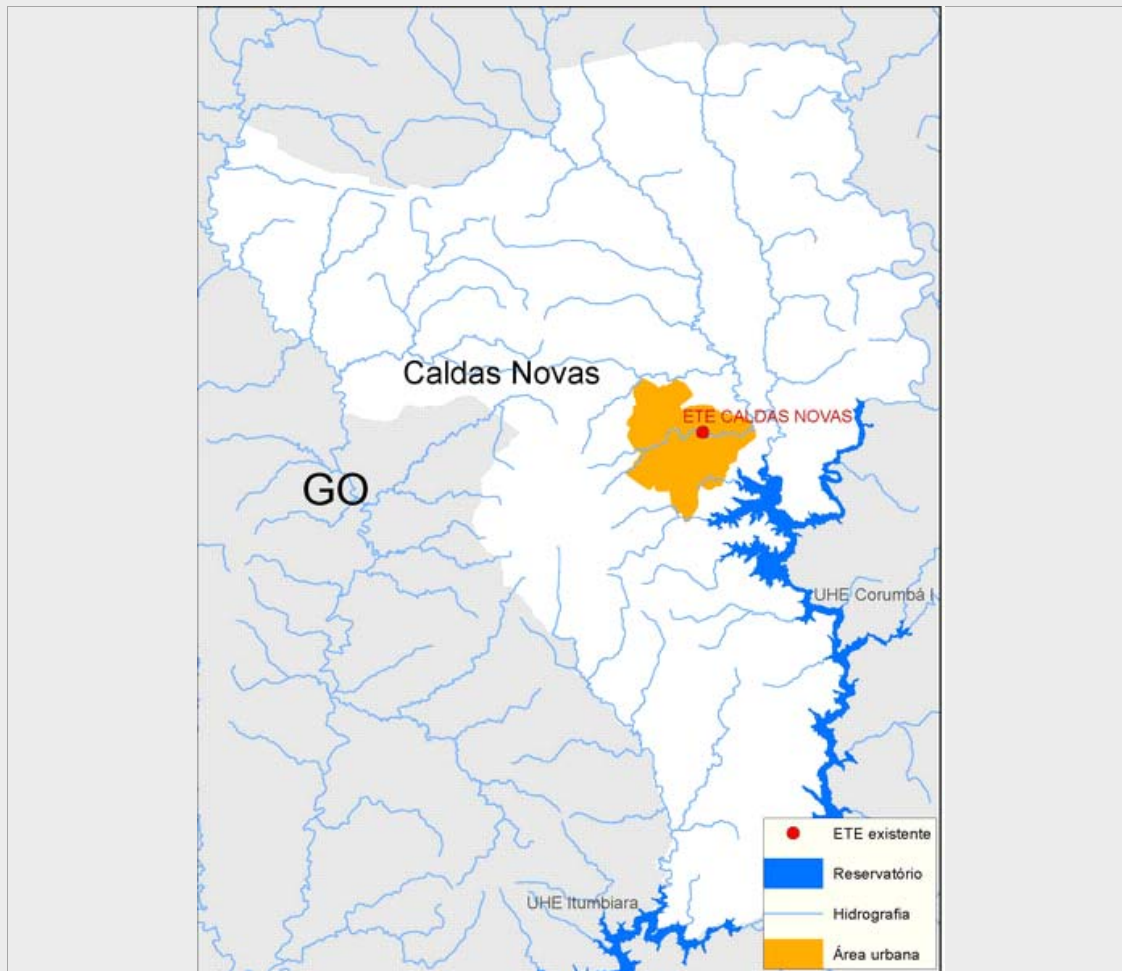 Caldas Novas
ETE CALDAS NOVAS
GO
UHE Corumbá I
UHE Itumbiara
ETE existente
Reservatório
Hidrografia
Área urbana